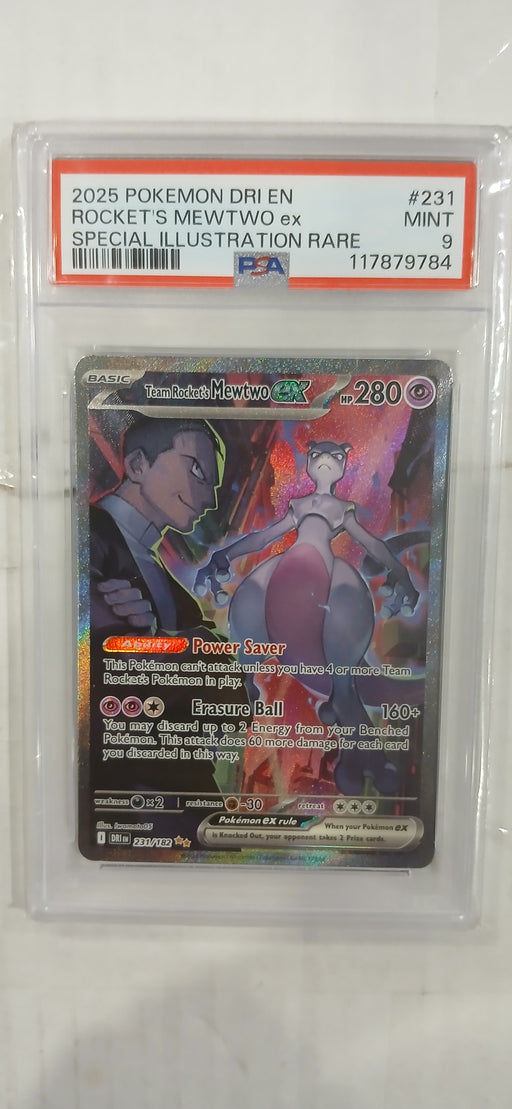 2025 POKEMON DRI EN #231
ROCKET'S MEWTWO ex MINT
SPECIAL ILLUSTRATION RARE 9
PSA 117879784
BASIC Team Rocket's Mewtwo ex HP 280
Ability Power Saver
This Pokémon can't attack unless you have 4 or more Team
Rocket's Pokémon in play.
Erasure Ball 160+
You may discard up to 2 Energy from your Benched
Pokémon. This attack does 60 more damage for each card
you discarded in this way.
weakness ×2 resistance -30 retreat
Illus. Iwamoto05
Pokémon ex rule When your Pokémon ex
is Knocked Out, your opponent takes 2 Prize cards.
I DRI EN 231/182